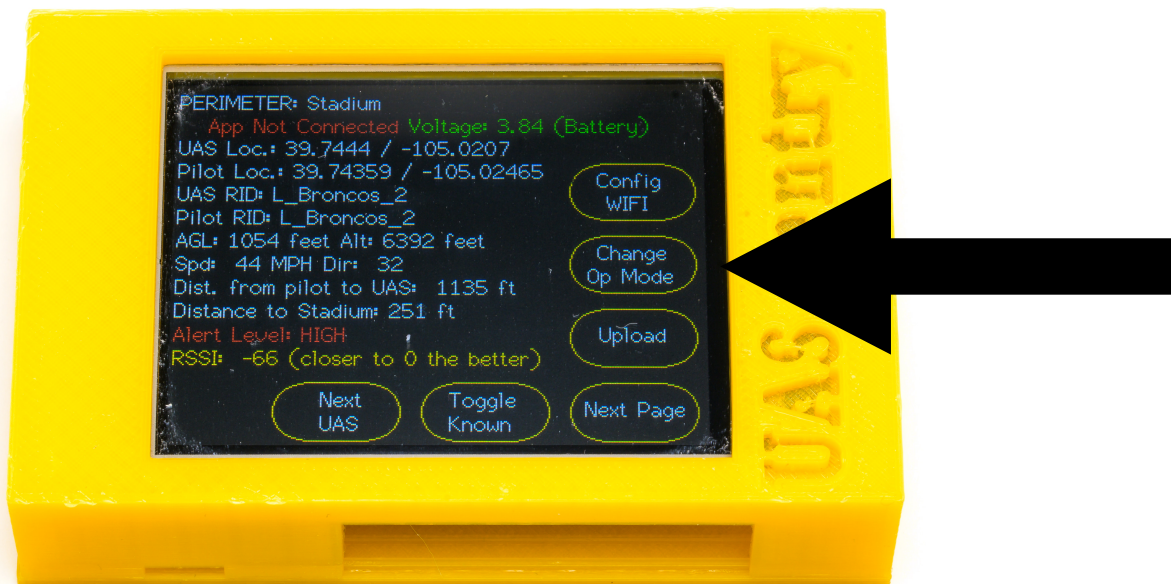 PERIMETER: Stadium
App Not Connected Voltage: 3.84 (Battery)
UAS Loc.: 39.7444 / -105.0207
Pilot Loc.: 39.74359 / -105.02465
UAS RID: L_Broncos_2
Pilot RID: L_Broncos_2
AGL: 1054 feet Alt: 6392 feet
Spd: 44 MPH Dir: 32
Dist. from pilot to UAS: 1135 ft
Distance to Stadium: 251 ft
Alert Level: HIGH
RSSI: -66 (closer to 0 the better)
Config
WIFI
Change
Op Mode
Upload
Next
UAS
Toggle
Known
Next Page
UAS